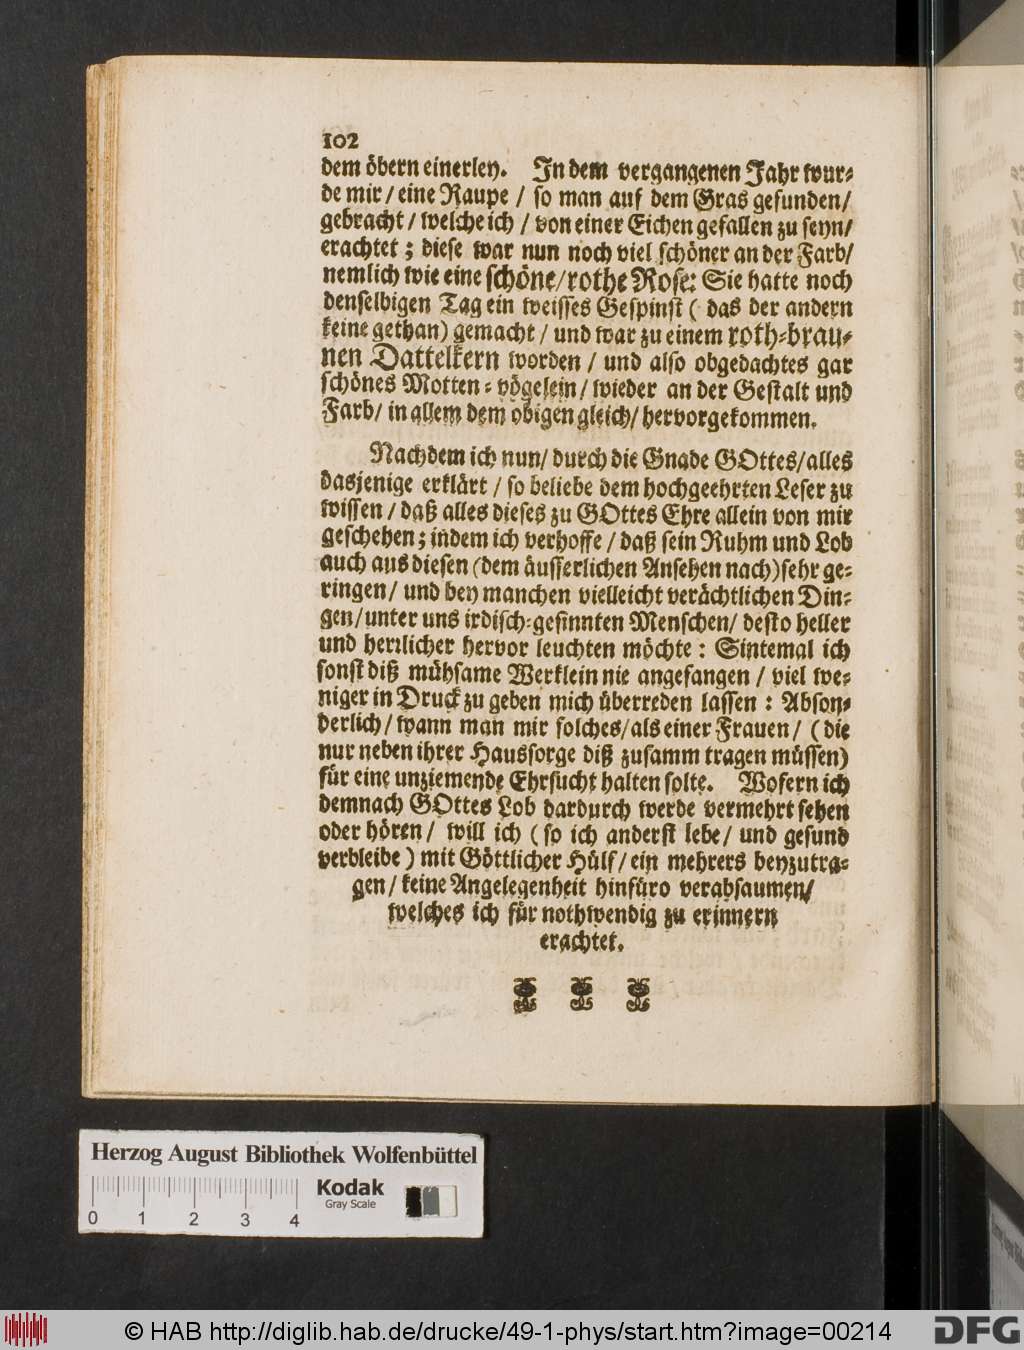 102
dem öbern einerley. In dem vergangenen Jahr wur-
de mir / eine Raupe / so man auf dem Gras gefunden /
gebracht / welche ich / von einer Eichen gefallen zu seyn /
erachtet ; diese war nun noch viel schöner an der Farb /
nemlich wie eine schöne / rothe Rose: Sie hatte noch
denselbigen Tag ein weisses Gespinst ( das der andern
keine gethan) gemacht / und war zu einem roth-brau-
nen Dattelkern worden / und also obgedachtes gar
schönes Motten-vögelein / wieder an der Gestalt und
Farb / in allem dem obigen gleich / hervorgekommen.
Nachdem ich nun / durch die Gnade GOttes / alles
dasjenige erklärt / so beliebe dem hochgeehrten Leser zu
wissen / daß alles dieses zu GOttes Ehre allein von mir
geschehen ; indem ich verhoffe / daß sein Ruhm und Lob
auch aus diesen (dem äusserlichen Ansehen nach) sehr ge-
ringen / und bey manchen vielleicht verächtlichen Din-
gen / unter uns irdisch-gesinnten Menschen / desto heller
und herrlicher hervor leuchten möchte : Sintemal ich
sonst diß mühsame Werklein nie angefangen / viel we-
niger in Druck zu geben mich überreden lassen : Abson-
derlich / wann man mir solches / als einer Frauen / ( die
nur neben ihrer Haussorge diß zusamm tragen müssen)
für eine unziemende Ehrsucht halten solte. Wofern ich
demnach GOttes Lob dardurch werde vermehrt sehen
oder hören / will ich ( so ich anderst lebe / und gesund
verbleibe ) mit Göttlicher Hülf / ein mehrers beyzutra-
gen / keine Angelegenheit hinfüro verabsaumen /
welches ich für nothwendig zu erinnern
erachtet.
Herzog August Bibliothek Wolfenbüttel
Kodak
Gray Scale
0 1 2 3 4
© HAB http://diglib.hab.de/drucke/49-1-phys/start.htm?image=00214
DFG